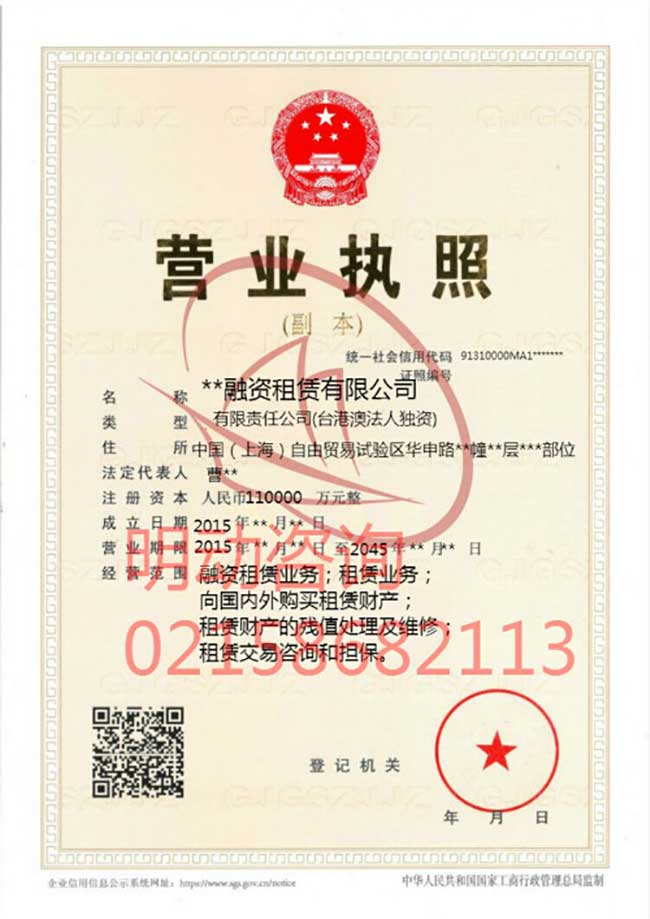 营业执照
(副 本)
统一社会信用代码 91310000MA1*******
证照编号
名 称 **融资租赁有限公司
类 型 有限责任公司(台港澳法人独资)
住 所 中国（上海）自由贸易试验区华申路**幢**层***部位
法定代表人 曹**
注册资本 人民币110000 万元整
成立日期 2015年**月**日
营业期限 2015年**月**日至2045年**月**日
经营范围 融资租赁业务；租赁业务；
向国内外购买租赁财产；
租赁财产的残值处理及维修；
租赁交易咨询和担保。
明动咨询
02158682113
登记机关
年 月 日
企业信用信息公示系统网址：https://www.sgs.gov.cn/notice
中华人民共和国国家工商行政管理总局监制